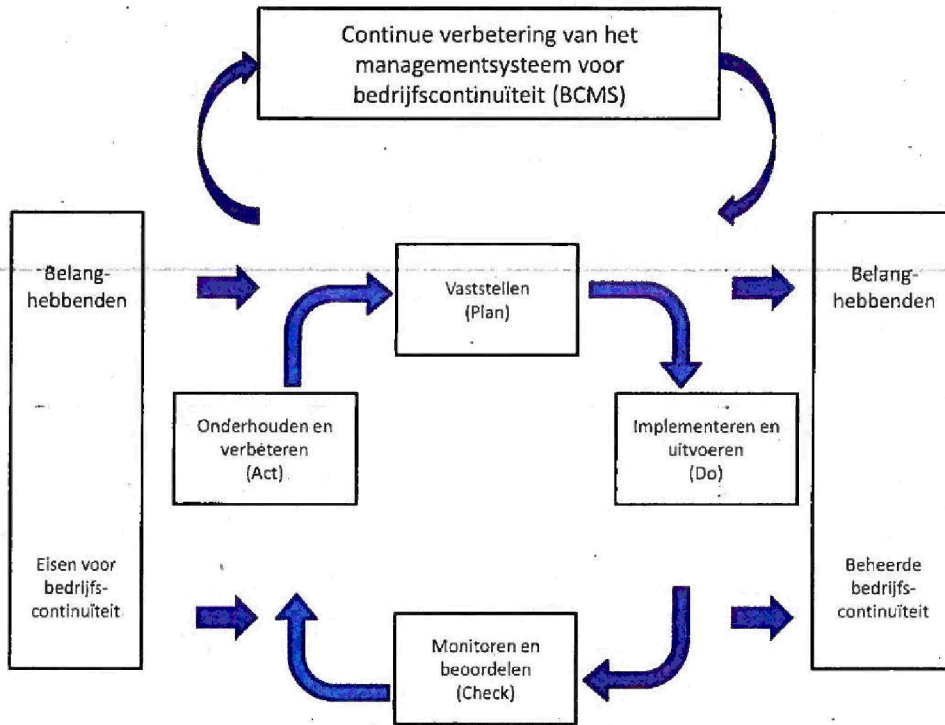 Continue verbetering van het
managementsysteem voor
bedrijfscontinuïteit (BCMS)
Belang-
hebbenden
Eisen voor
bedrijfs-
continuïteit
Vaststellen
(Plan)
Onderhouden en
verbeteren
(Act)
Implementeren en
uitvoeren
(Do)
Monitoren en
beoordelen
(Check)
Belang-
hebbenden
Beheerde
bedrijfs-
continuïteit